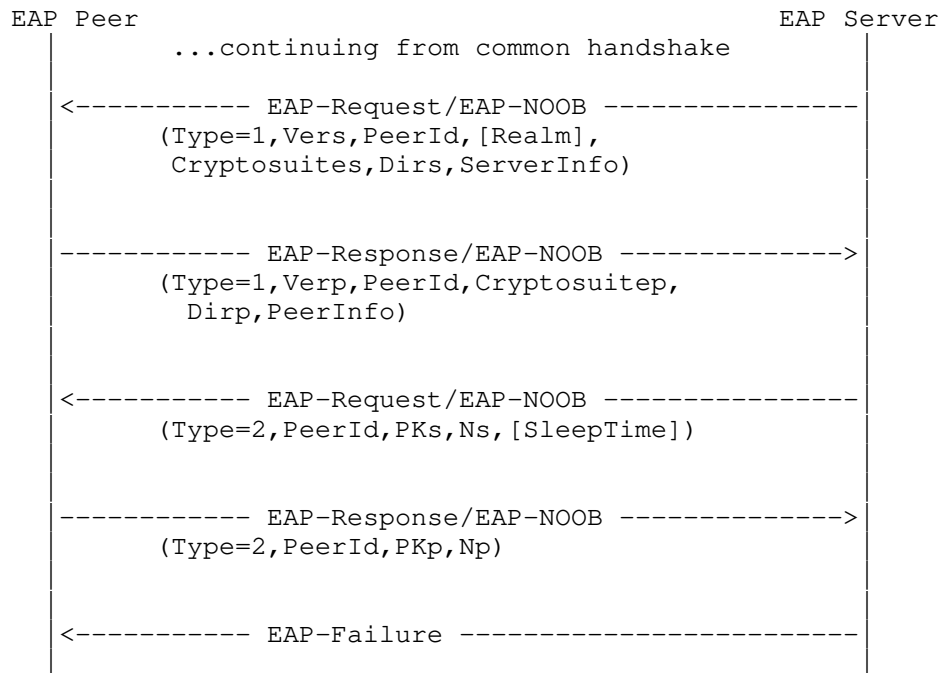 EAP Peer EAP Server
...continuing from common handshake
<----------- EAP-Request/EAP-NOOB ----------------
(Type=1,Vers,PeerId,[Realm],
Cryptosuites,Dirs,ServerInfo)
------------ EAP-Response/EAP-NOOB -------------->
(Type=1,Verp,PeerId,Cryptosuitep,
Dirp,PeerInfo)
<----------- EAP-Request/EAP-NOOB ----------------
(Type=2,PeerId,PKs,Ns,[SleepTime])
------------ EAP-Response/EAP-NOOB -------------->
(Type=2,PeerId,PKp,Np)
<----------- EAP-Failure -------------------------